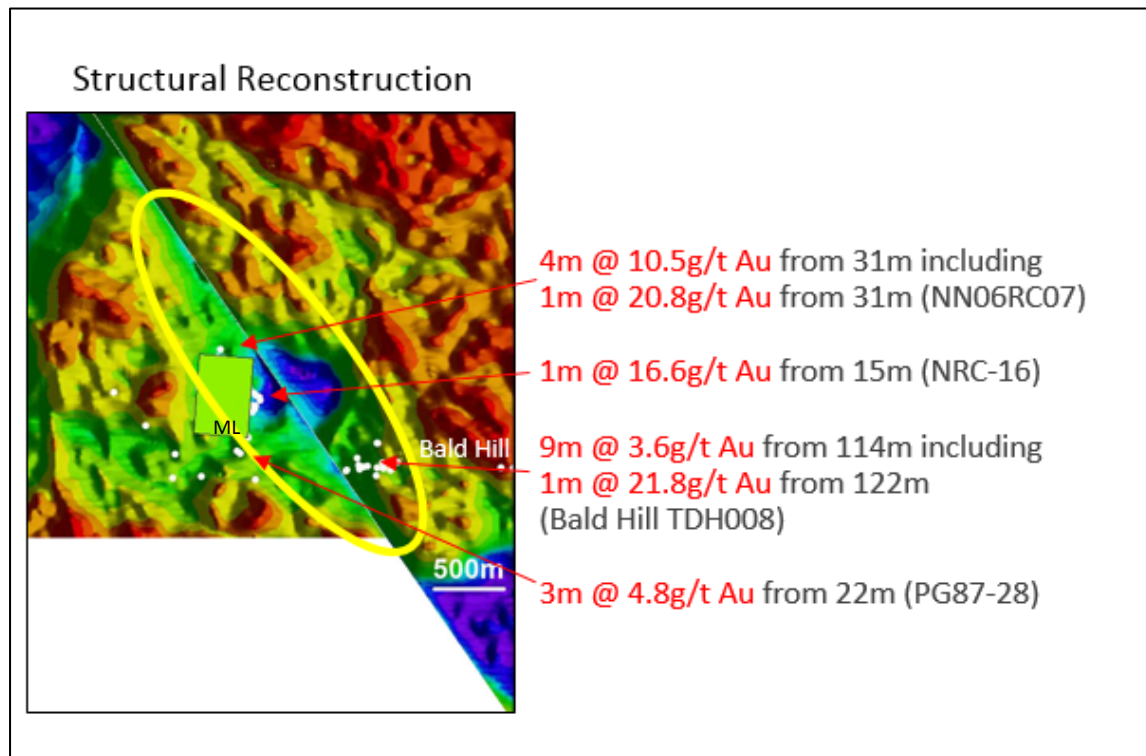 Structural Reconstruction
4m @ 10.5g/t Au from 31m including
1m @ 20.8g/t Au from 31m (NN06RC07)
1m @ 16.6g/t Au from 15m (NRC-16)
ML
Bald Hill
9m @ 3.6g/t Au from 114m including
1m @ 21.8g/t Au from 122m
(Bald Hill TDH008)
500m
3m @ 4.8g/t Au from 22m (PG87-28)